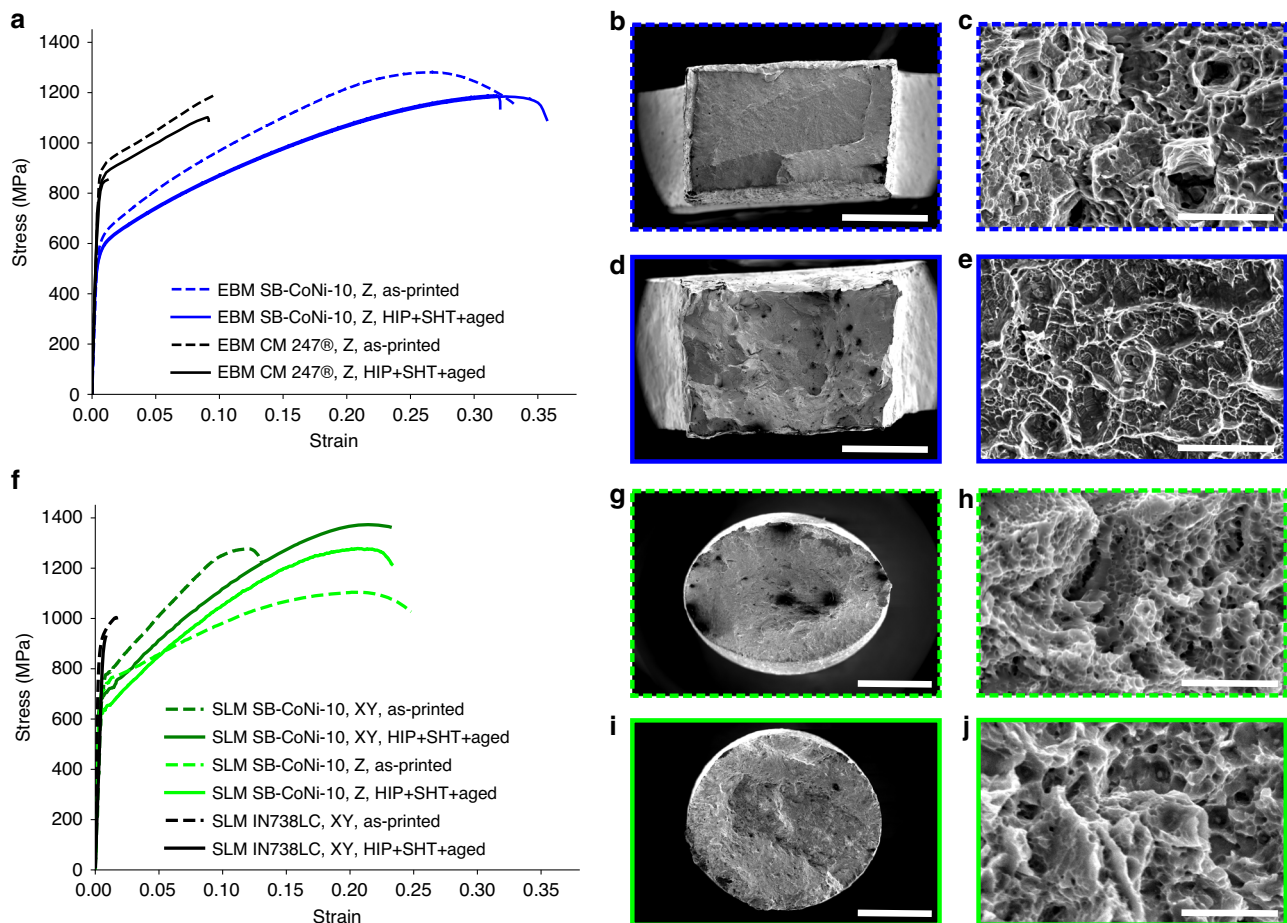 a
1400
1200
1000
800
600
400
200
0
Stress (MPa)
0.00 0.05 0.10 0.15 0.20 0.25 0.30 0.35
Strain
EBM SB-CoNi-10, Z, as-printed
EBM SB-CoNi-10, Z, HIP+SHT+aged
EBM CM 247®, Z, as-printed
EBM CM 247®, Z, HIP+SHT+aged
b
c
d
e
f
1400
1200
1000
800
600
400
200
0
Stress (MPa)
0.00 0.05 0.10 0.15 0.20 0.25 0.30 0.35
Strain
SLM SB-CoNi-10, XY, as-printed
SLM SB-CoNi-10, XY, HIP+SHT+aged
SLM SB-CoNi-10, Z, as-printed
SLM SB-CoNi-10, Z, HIP+SHT+aged
SLM IN738LC, XY, as-printed
SLM IN738LC, XY, HIP+SHT+aged
g
h
i
j